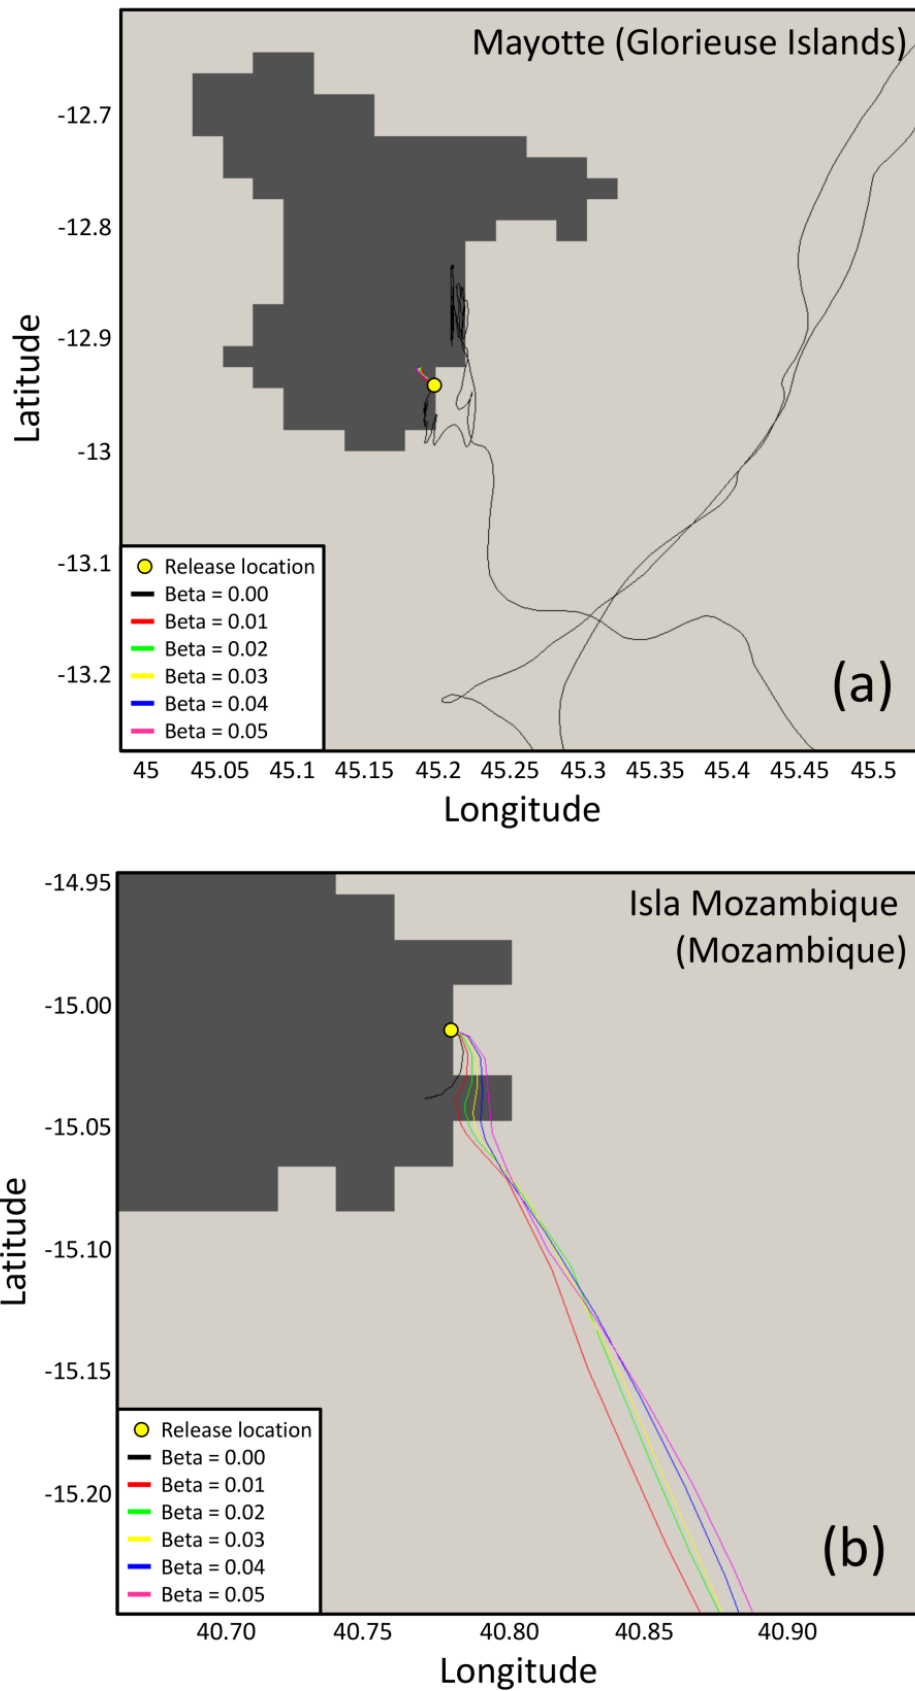 Mayotte (Glorieuse Islands)
-12.7
-12.8
-12.9
-13
-13.1
-13.2
Latitude
Release location
Beta = 0.00
Beta = 0.01
Beta = 0.02
Beta = 0.03
Beta = 0.04
Beta = 0.05
(a)
45 45.05 45.1 45.15 45.2 45.25 45.3 45.35 45.4 45.45 45.5
Longitude
Isla Mozambique
(Mozambique)
-14.95
-15.00
-15.05
-15.10
-15.15
-15.20
Latitude
Release location
Beta = 0.00
Beta = 0.01
Beta = 0.02
Beta = 0.03
Beta = 0.04
Beta = 0.05
(b)
40.70 40.75 40.80 40.85 40.90
Longitude